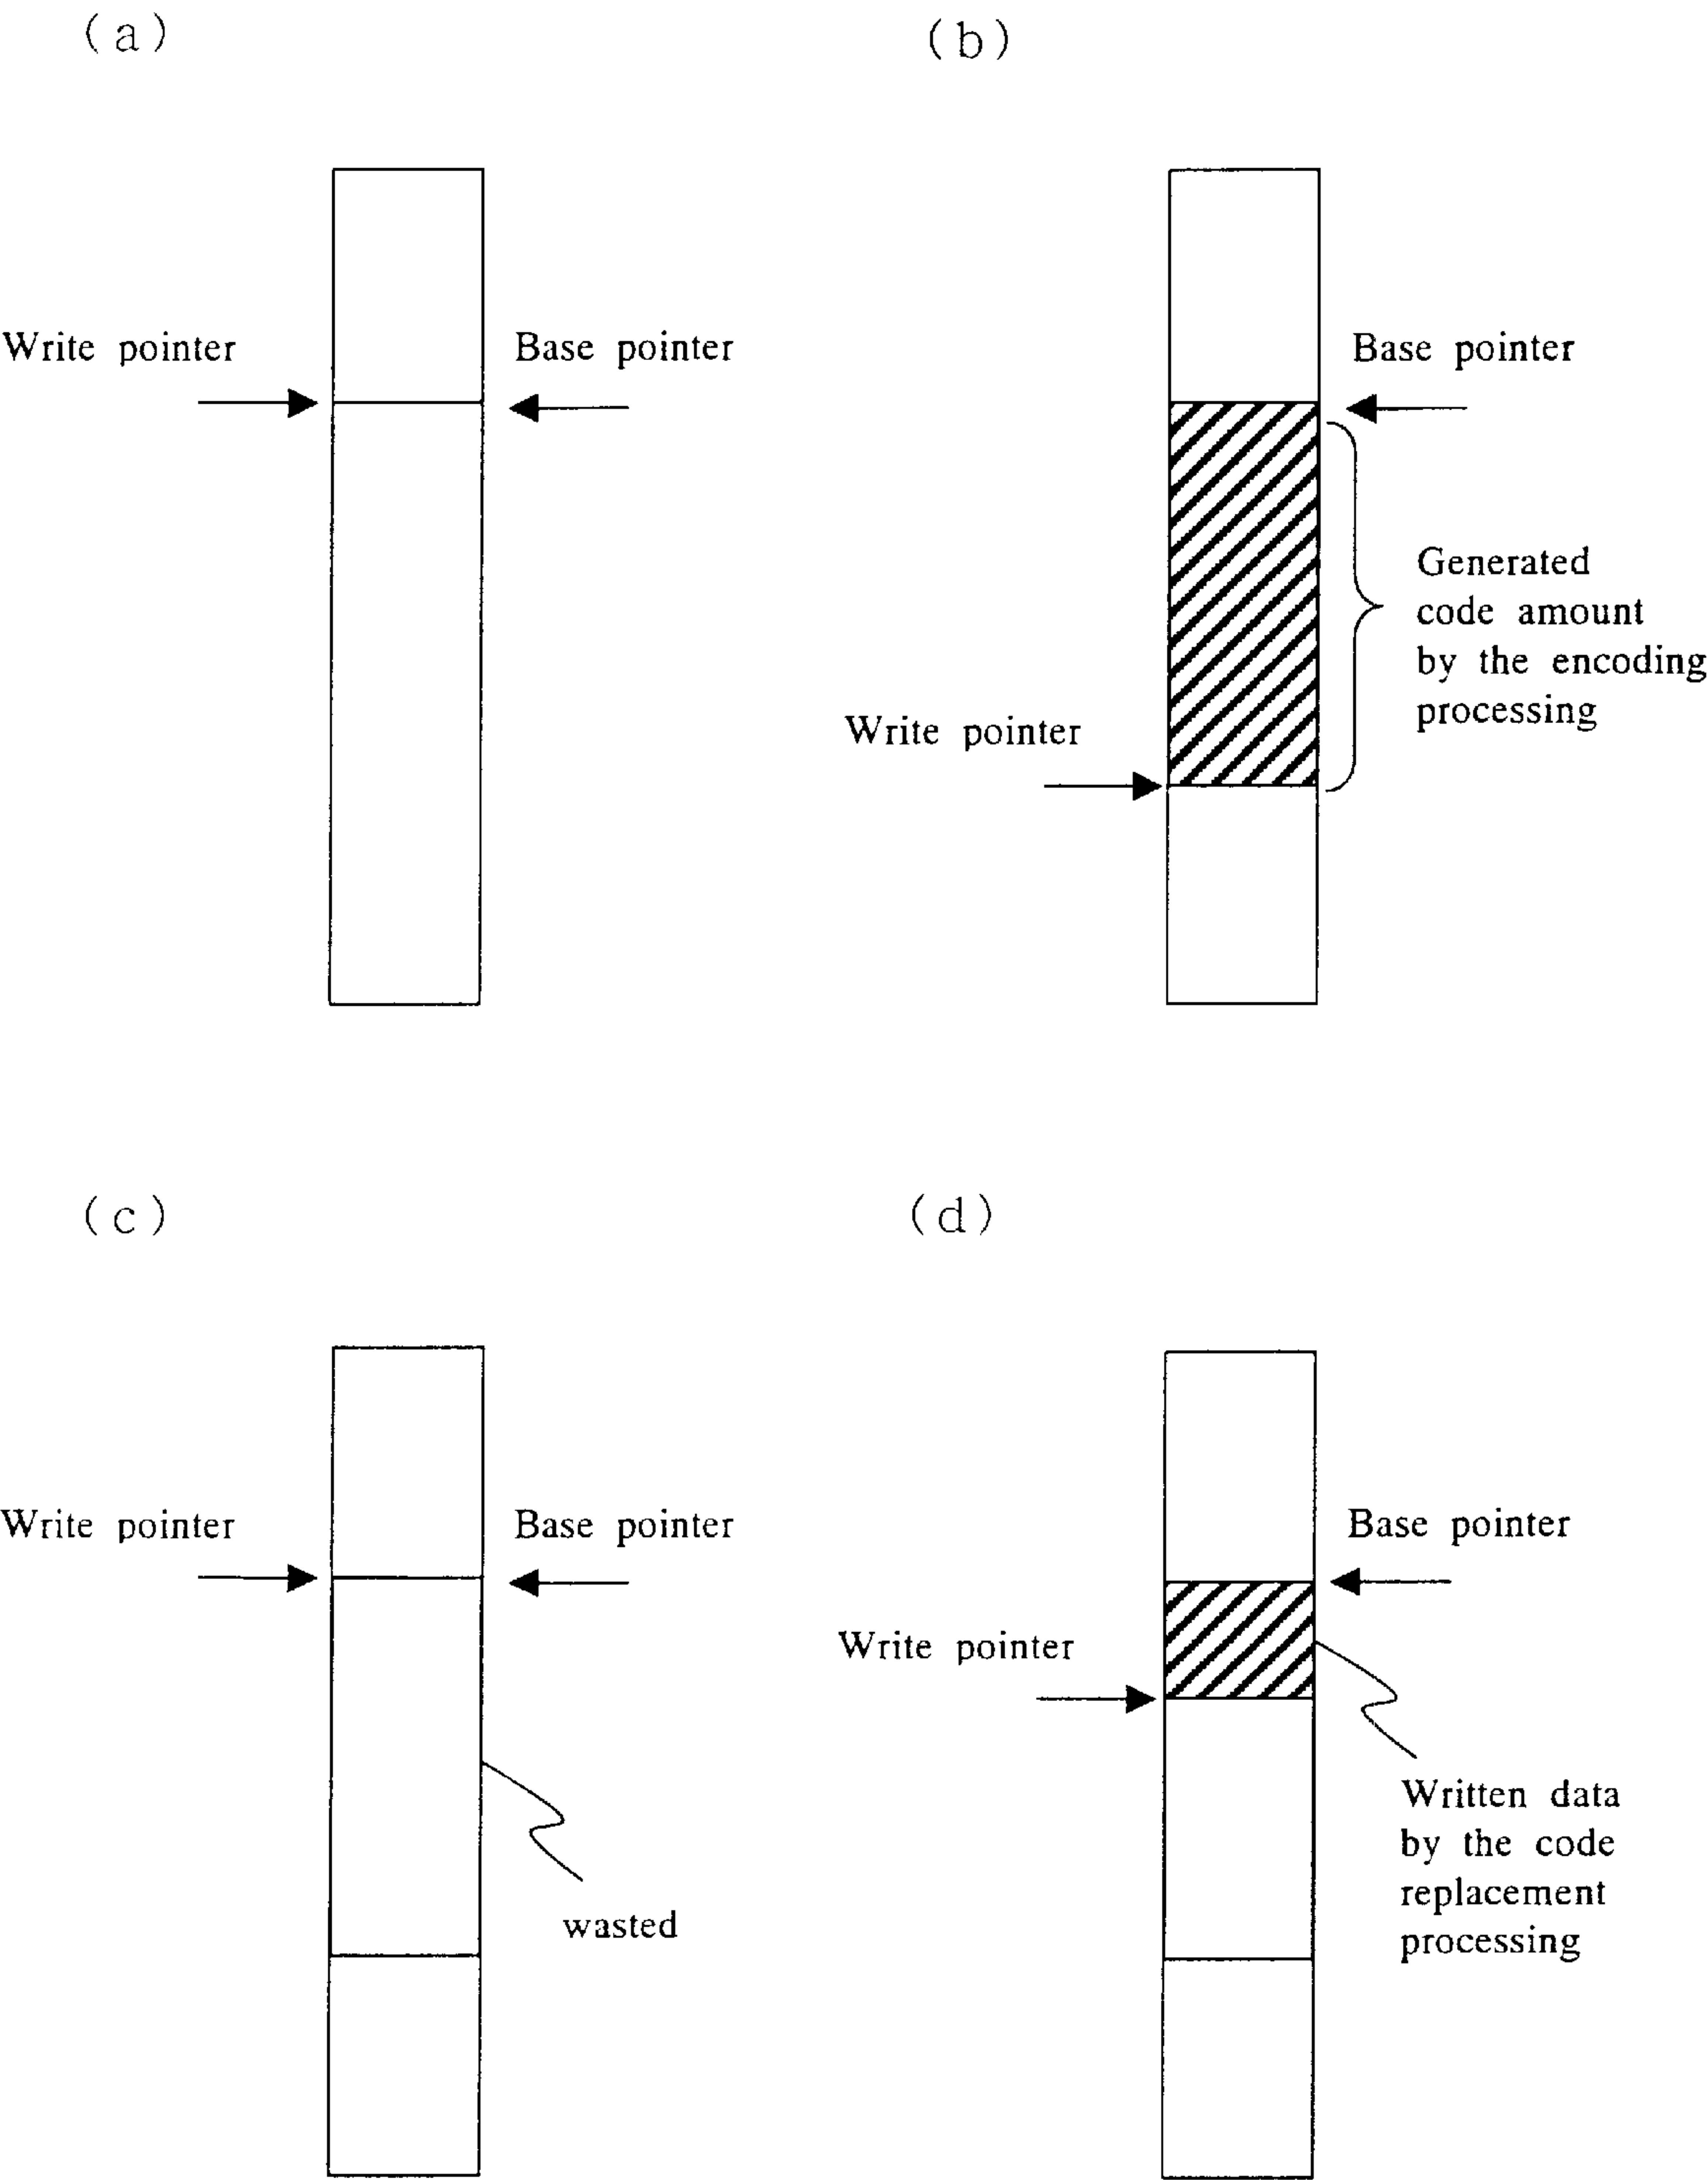 (a)
Write pointer
Base pointer
(b)
Base pointer
Generated
code amount
by the encoding
processing
Write pointer
(c)
Write pointer
Base pointer
wasted
(d)
Base pointer
Write pointer
Written data
by the code
replacement
processing